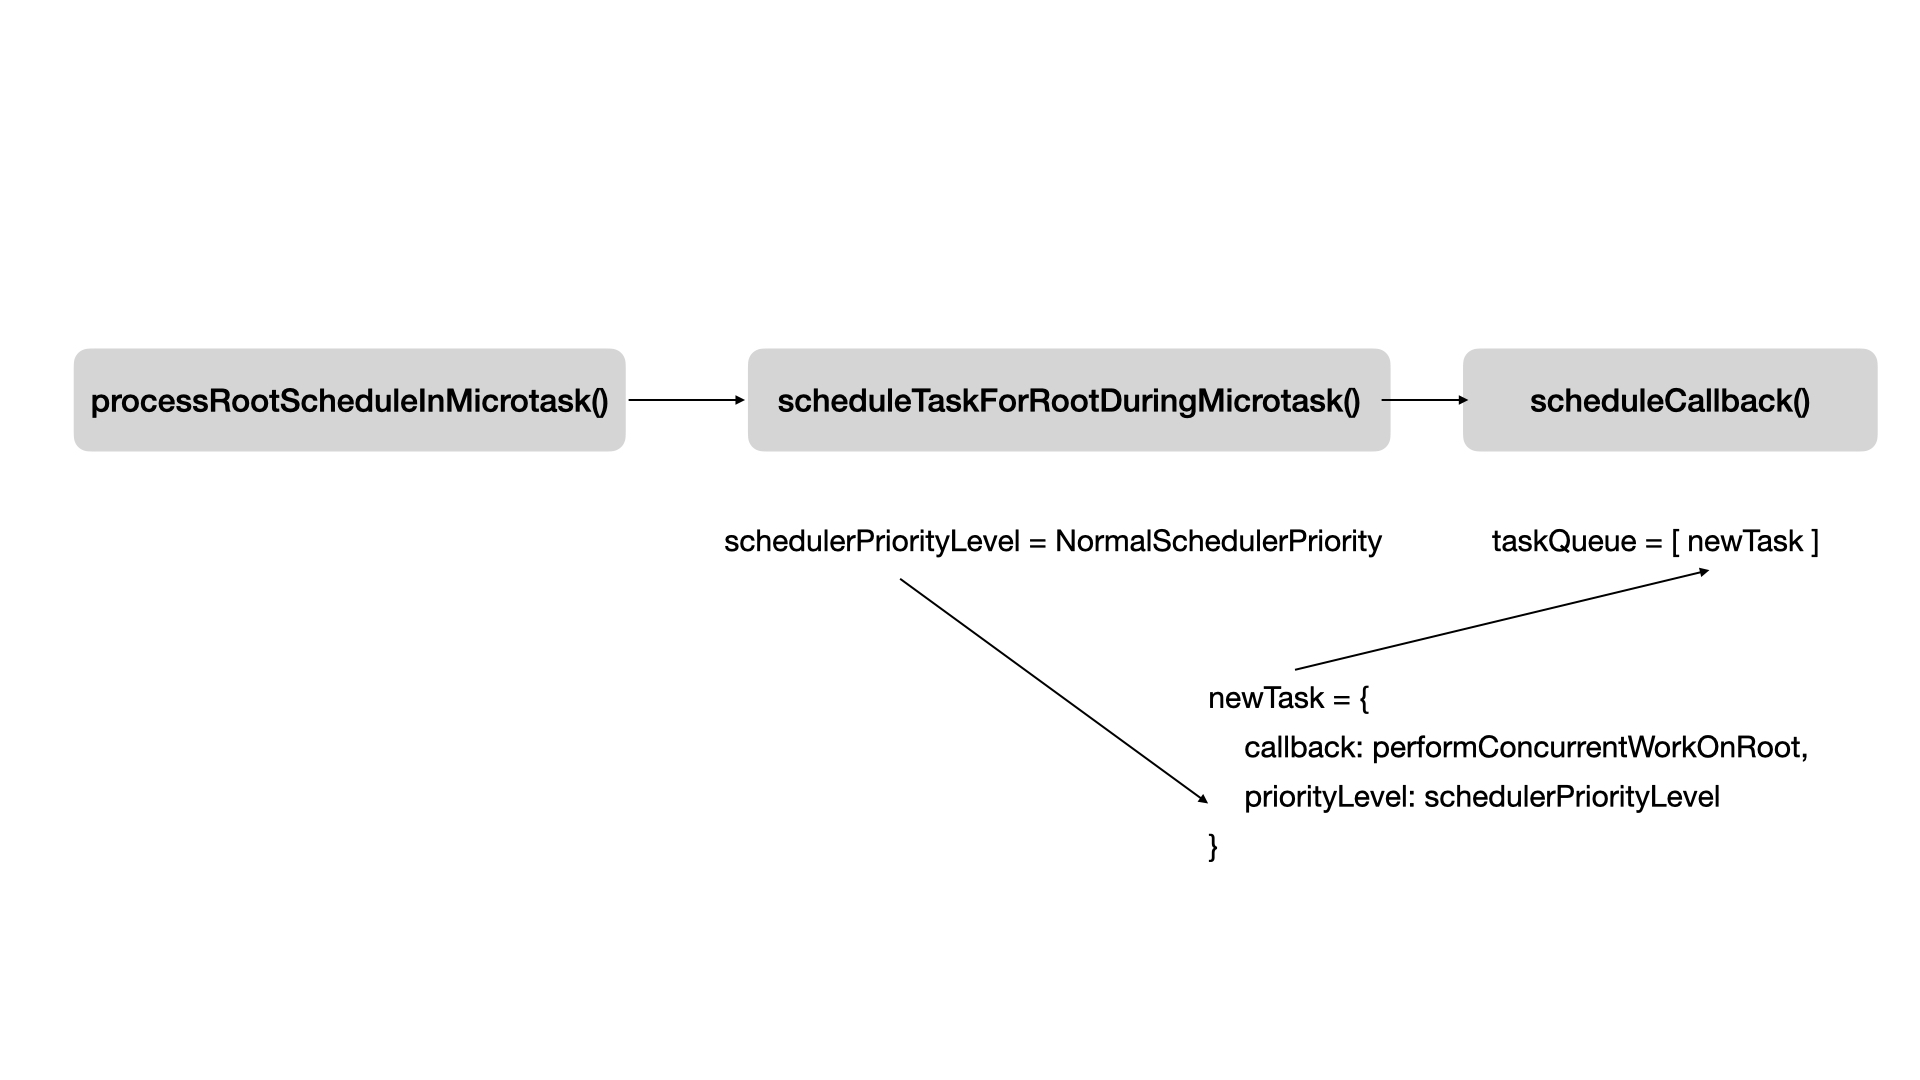 processRootScheduleInMicrotask()
scheduleTaskForRootDuringMicrotask()
scheduleCallback()
schedulerPriorityLevel = NormalSchedulerPriority
taskQueue = [ newTask ]
newTask = {
callback: performConcurrentWorkOnRoot,
priorityLevel: schedulerPriorityLevel
}